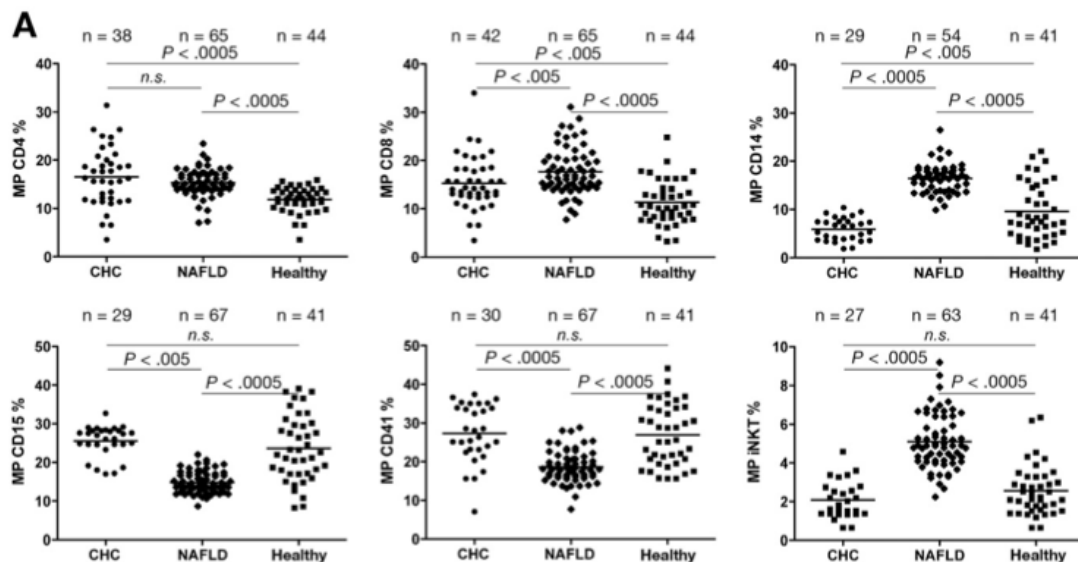 A
n = 38 n = 65 n = 44
P < .0005
n.s.
P < .0005
MP CD4 %
40
30
20
10
0
CHC NAFLD Healthy
n = 42 n = 65 n = 44
P < .005
P < .005
P < .0005
MP CD8 %
40
30
20
10
0
CHC NAFLD Healthy
n = 29 n = 54 n = 41
P < .005
P < .0005
P < .0005
MP CD14 %
40
30
20
10
0
CHC NAFLD Healthy
n = 29 n = 67 n = 41
n.s.
P < .005
P < .0005
MP CD15 %
50
40
30
20
10
0
CHC NAFLD Healthy
n = 30 n = 67 n = 41
n.s.
P < .0005
P < .0005
MP CD41 %
50
40
30
20
10
0
CHC NAFLD Healthy
n = 27 n = 63 n = 41
n.s.
P < .0005
P < .0005
MP iNKT %
10
8
6
4
2
0
CHC NAFLD Healthy